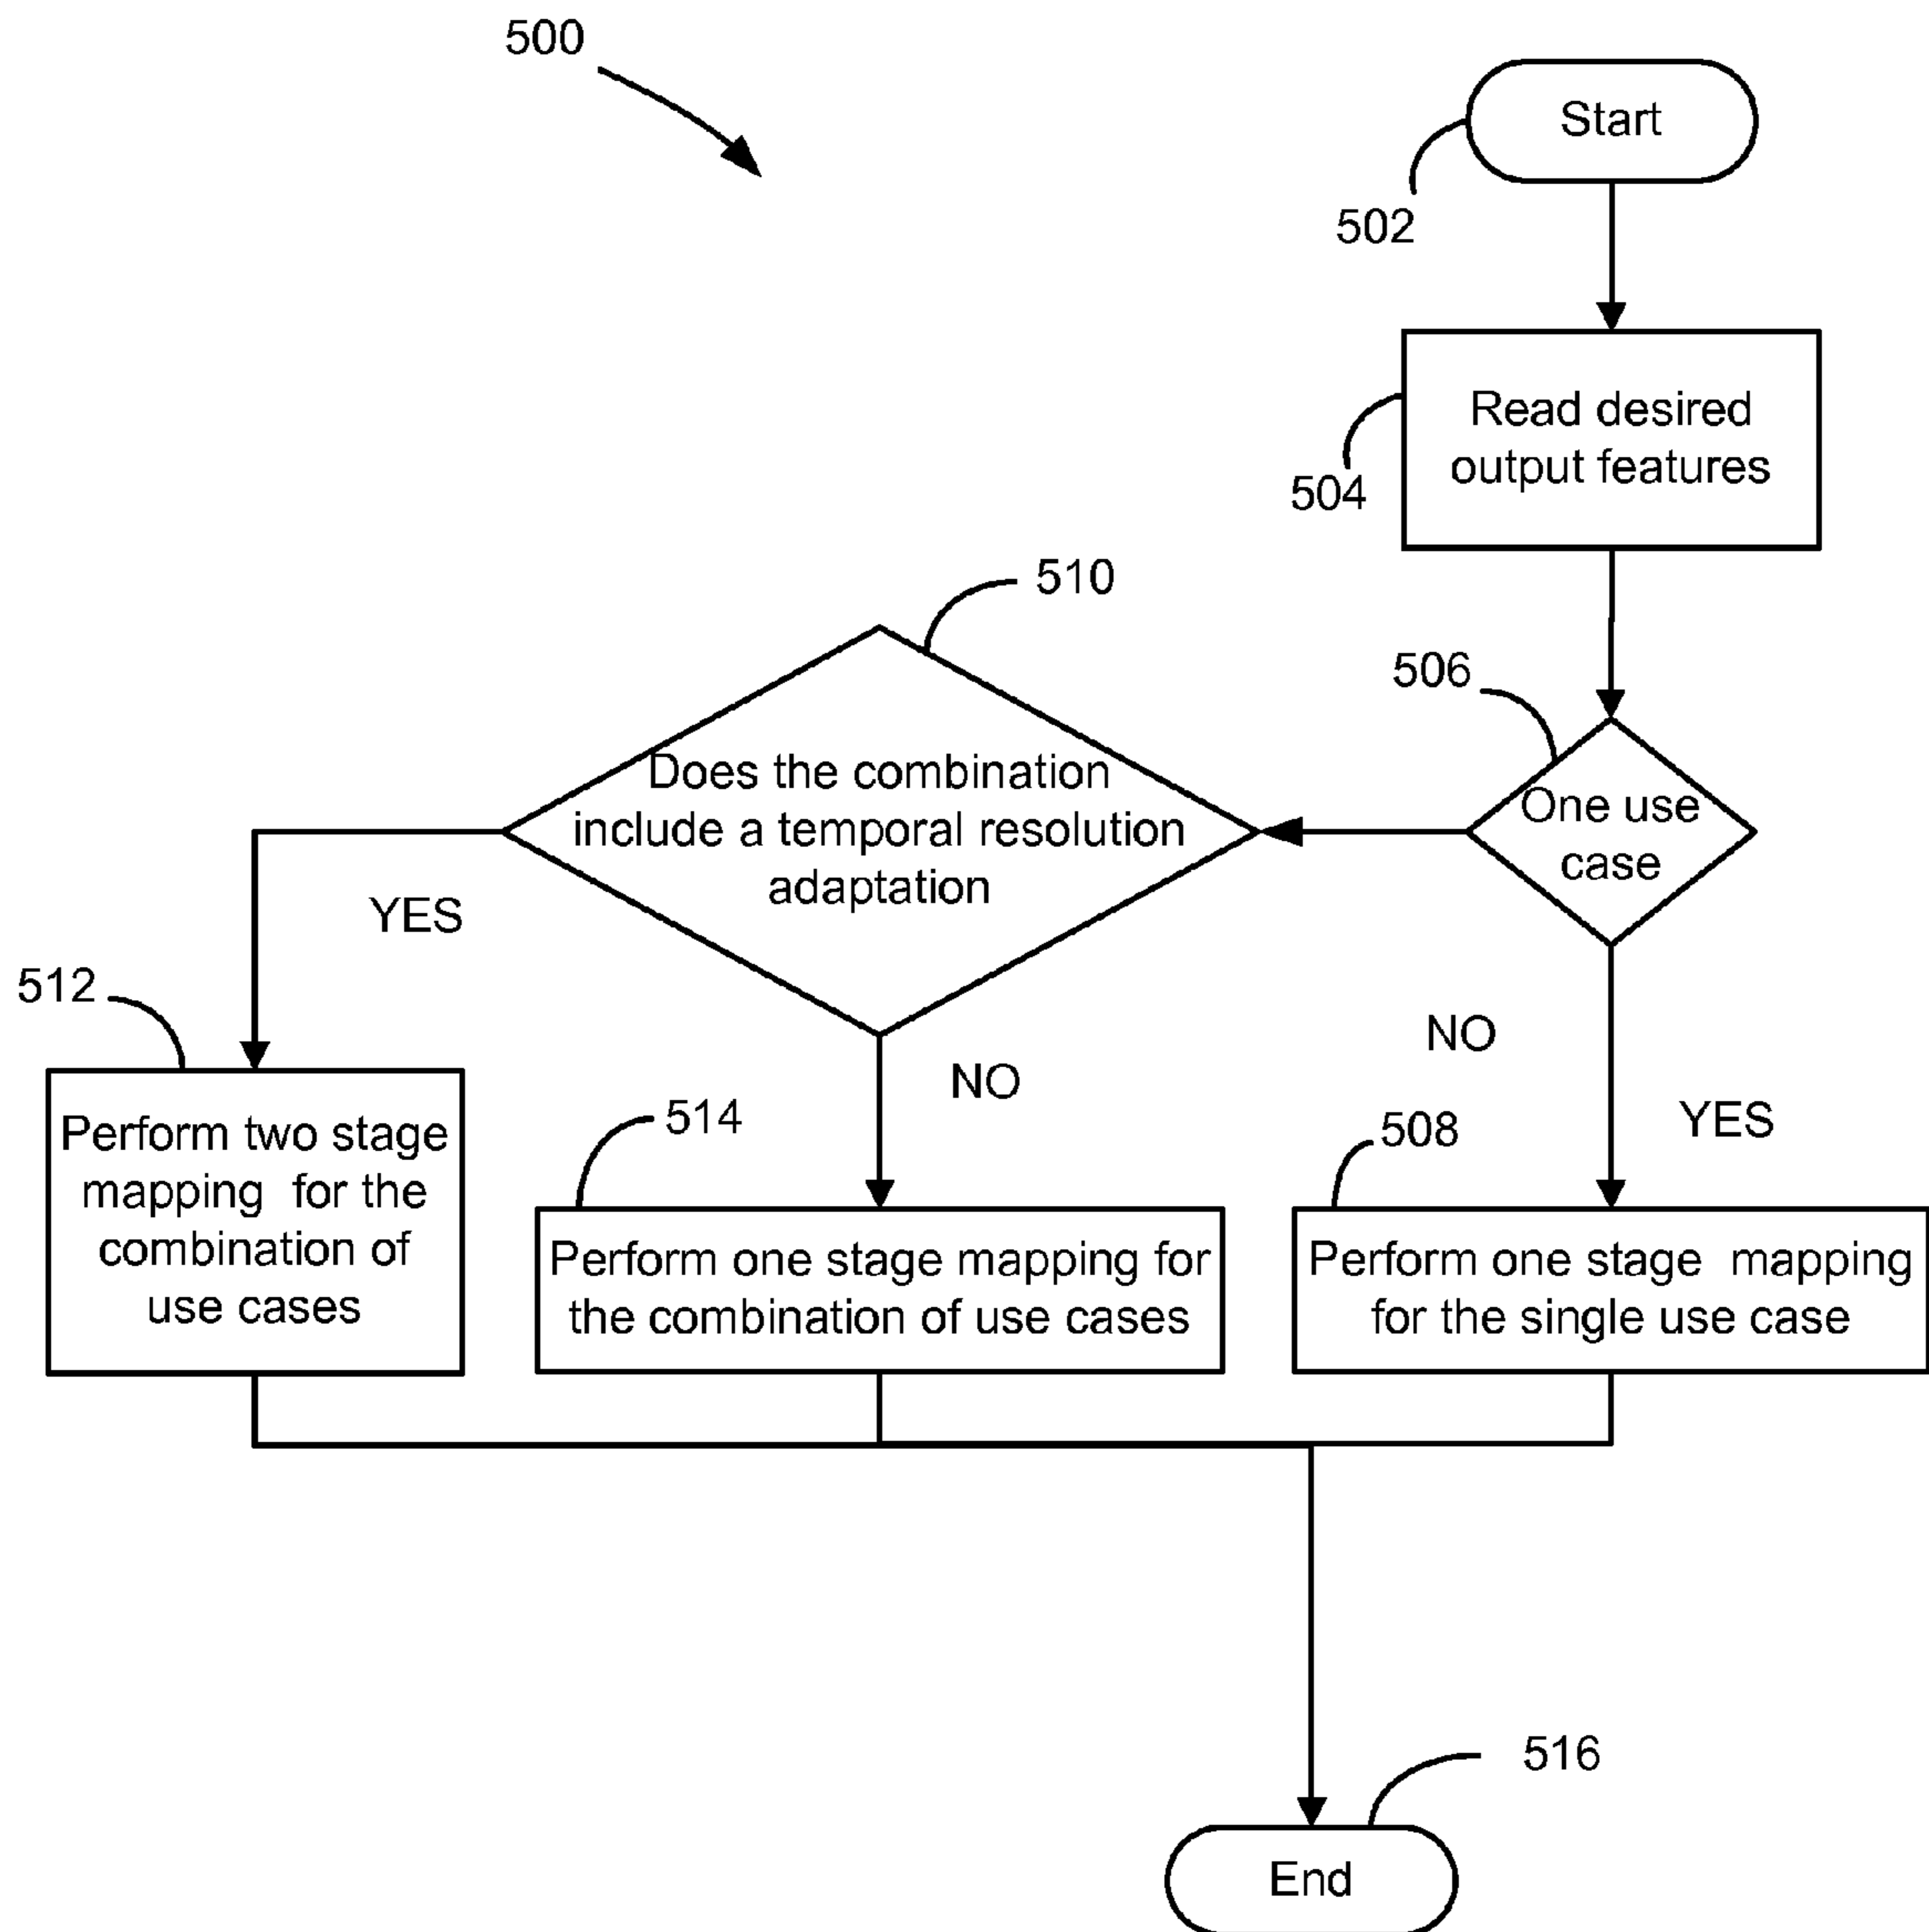 500
Start
502
Read desired
output features
504
510
506
Does the combination
include a temporal resolution
adaptation
One use
case
YES
512
NO
NO
514
508
YES
Perform two stage
mapping for the
combination of
use cases
Perform one stage mapping for
the combination of use cases
Perform one stage mapping
for the single use case
516
End